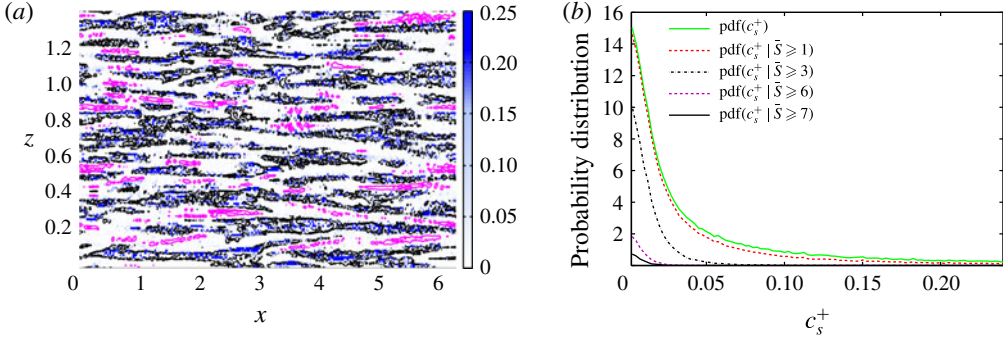 (a)
0.25
0.20
0.15
0.10
0.05
0
1.2
1.0
0.8
0.6
0.4
0.2
z
0 1 2 3 4 5 6
x
(b)
16
14
12
10
8
6
4
2
Probability distribution
pdf(c_s^+)
pdf(c_s^+ | S̄ ⩾ 1)
pdf(c_s^+ | S̄ ⩾ 3)
pdf(c_s^+ | S̄ ⩾ 6)
pdf(c_s^+ | S̄ ⩾ 7)
0 0.05 0.10 0.15 0.20
c_s^+